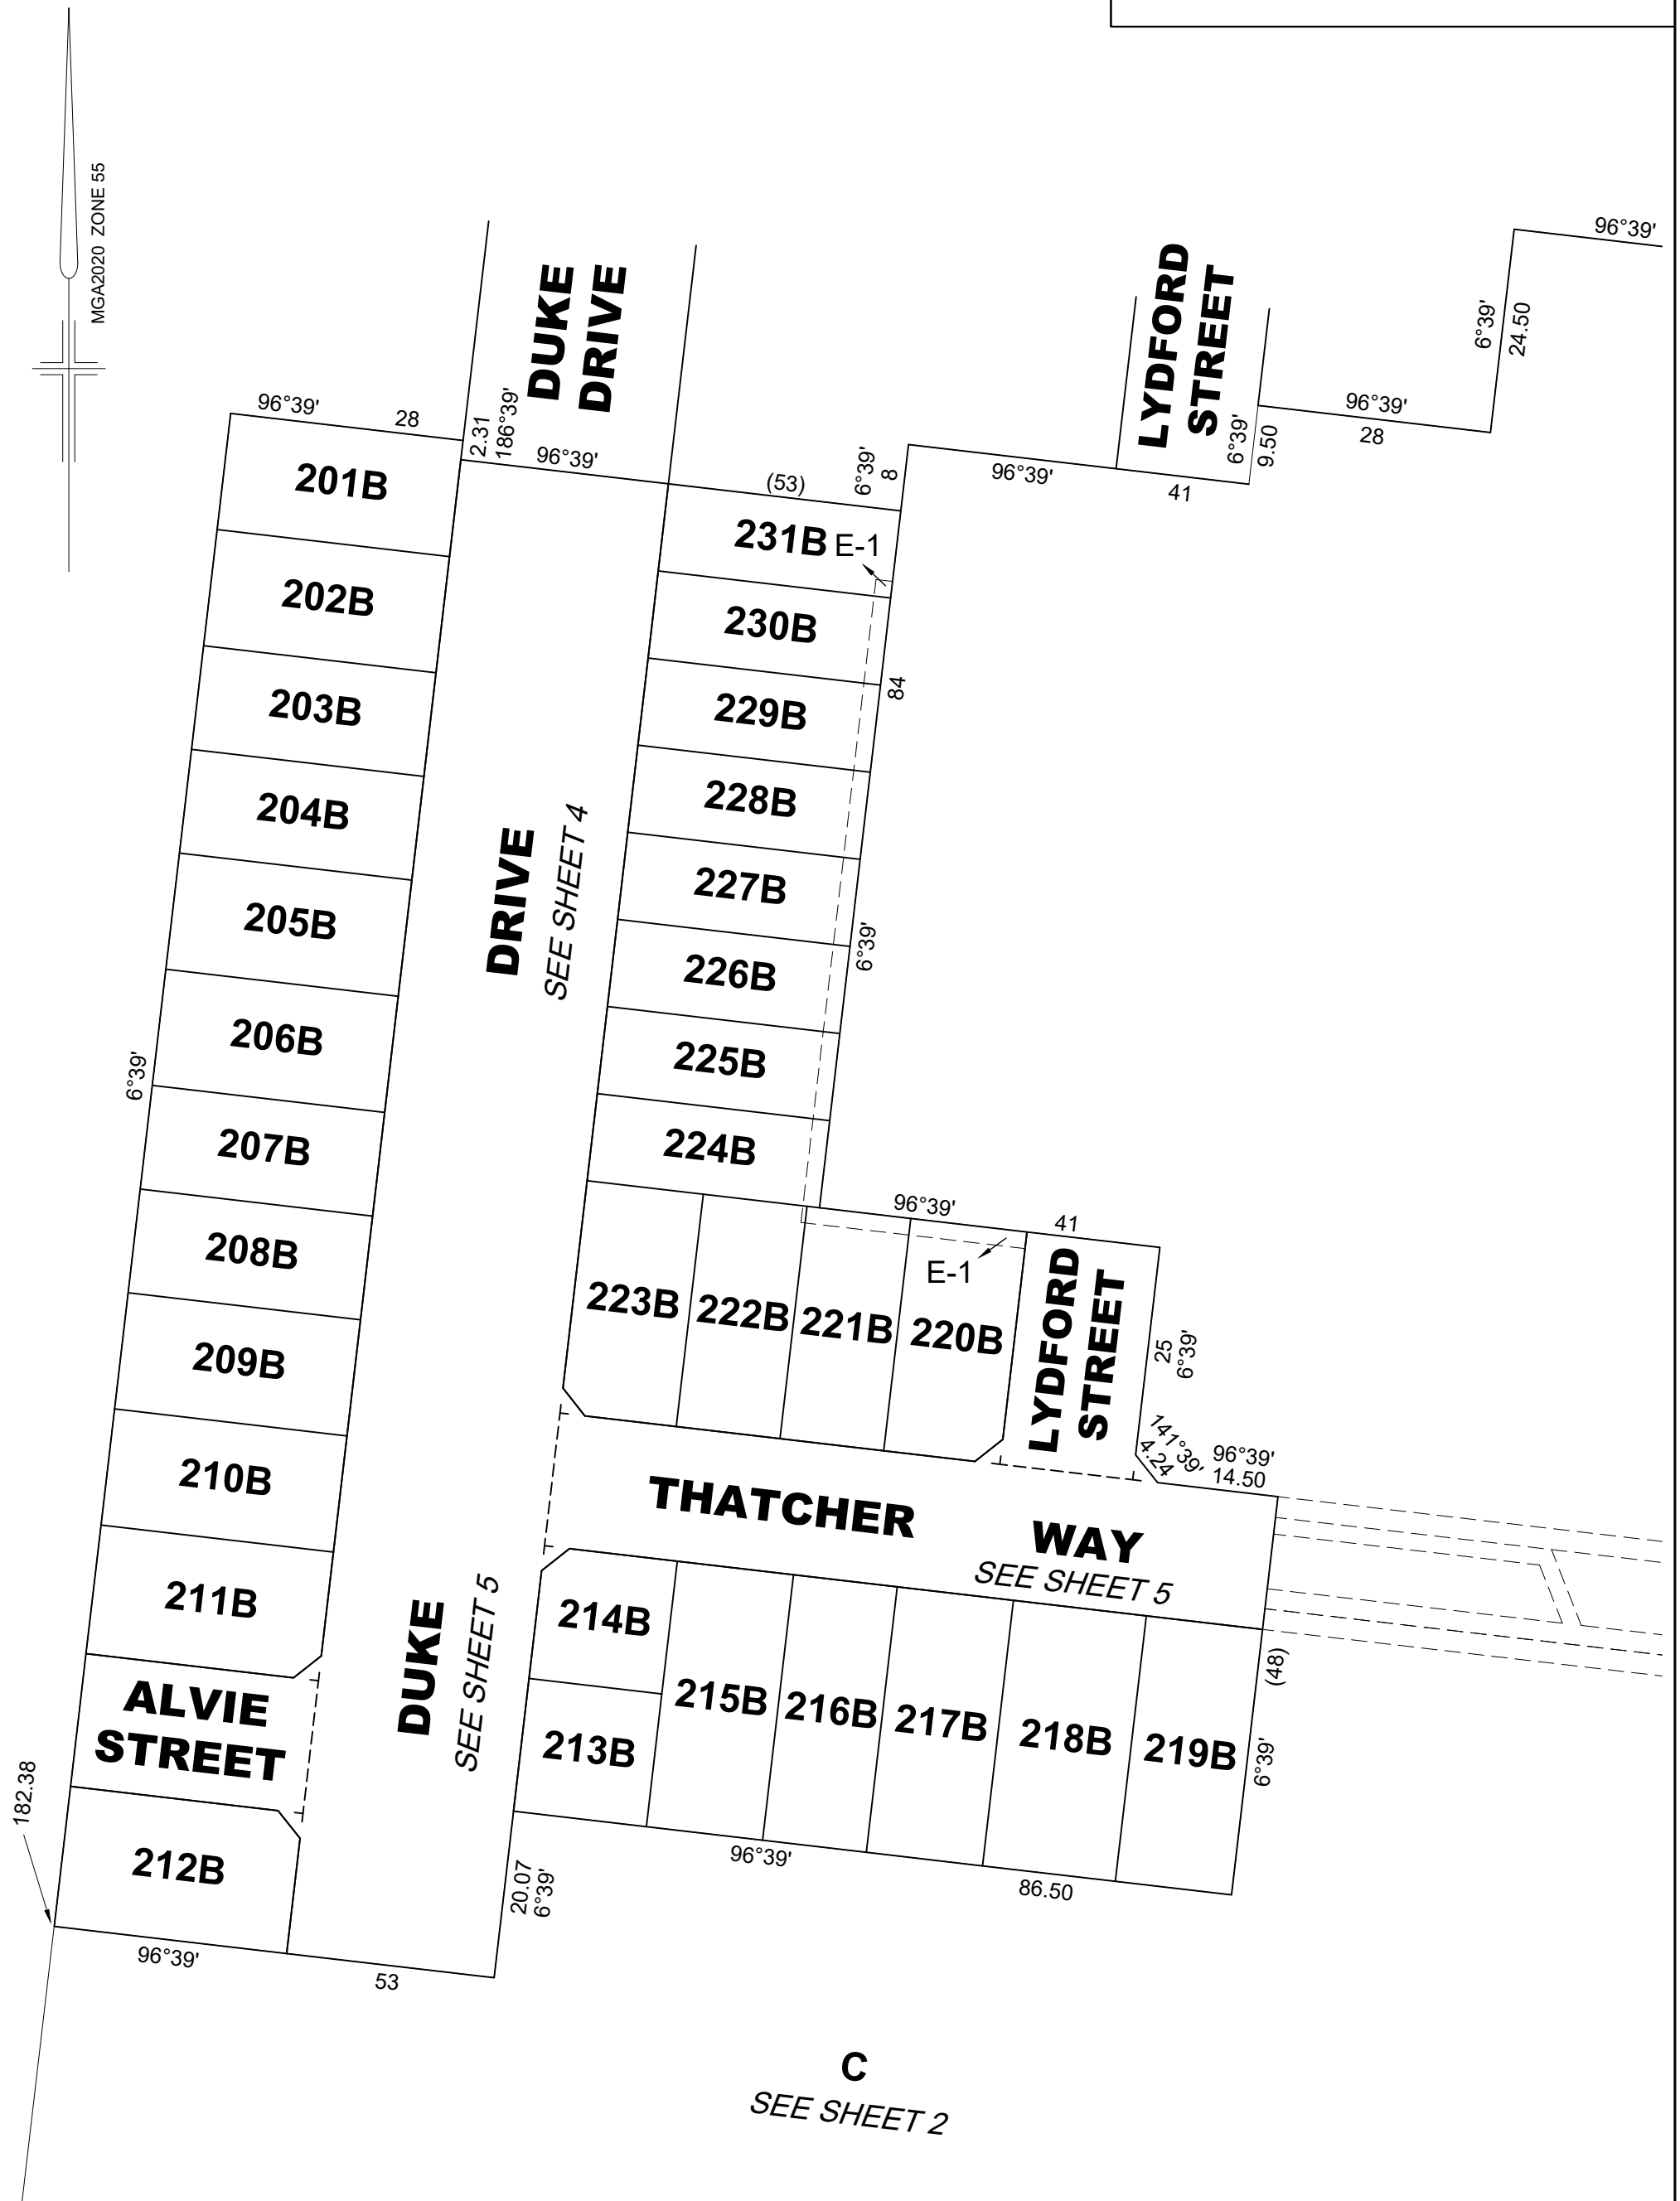 MGA2020 ZONE 55
DUKE
DRIVE
LYDFORD
STREET
96°39'
6°39'
24.50
96°39'
28
2.31
186°39'
96°39'
(53)
6°39'
8
96°39'
41
6°39'
9.50
96°39'
28
201B
202B
203B
204B
205B
206B
207B
208B
209B
210B
211B
6°39'
DRIVE
SEE SHEET 4
231B
E-1
230B
229B
228B
227B
226B
225B
224B
84
6°39'
96°39'
41
223B
222B
221B
220B
E-1
LYDFORD
STREET
25
6°39'
141°39'
4.24
96°39'
14.50
THATCHER WAY
SEE SHEET 5
DUKE
SEE SHEET 5
ALVIE
STREET
182.38
212B
214B
213B
215B
216B
217B
218B
219B
(48)
6°39'
96°39'
86.50
20.07
6°39'
96°39'
53
C
SEE SHEET 2